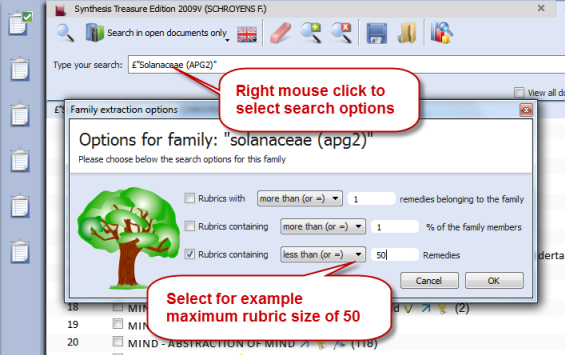 Synthesis Treasure Edition 2009V (SCHROYENS F.)
Search in open documents only
Type your search: £"Solanaceae (APG2)"
Right mouse click to
select search options
View all do
£"S
Family extraction options
Options for family: "solanaceae (apg2)"
Please choose below the search options for this family
Rubrics with more than (or =) 1 remedies belonging to the family
Rubrics containing more than (or =) 1 % of the family members
Rubrics containing less than (or =) 50 Remedies
derta
Cancel OK
Select for example
maximum rubric size of 50
18 MIND d (2)
19 MIN
20 MIND - ABSTRACTION OF MIND (118)